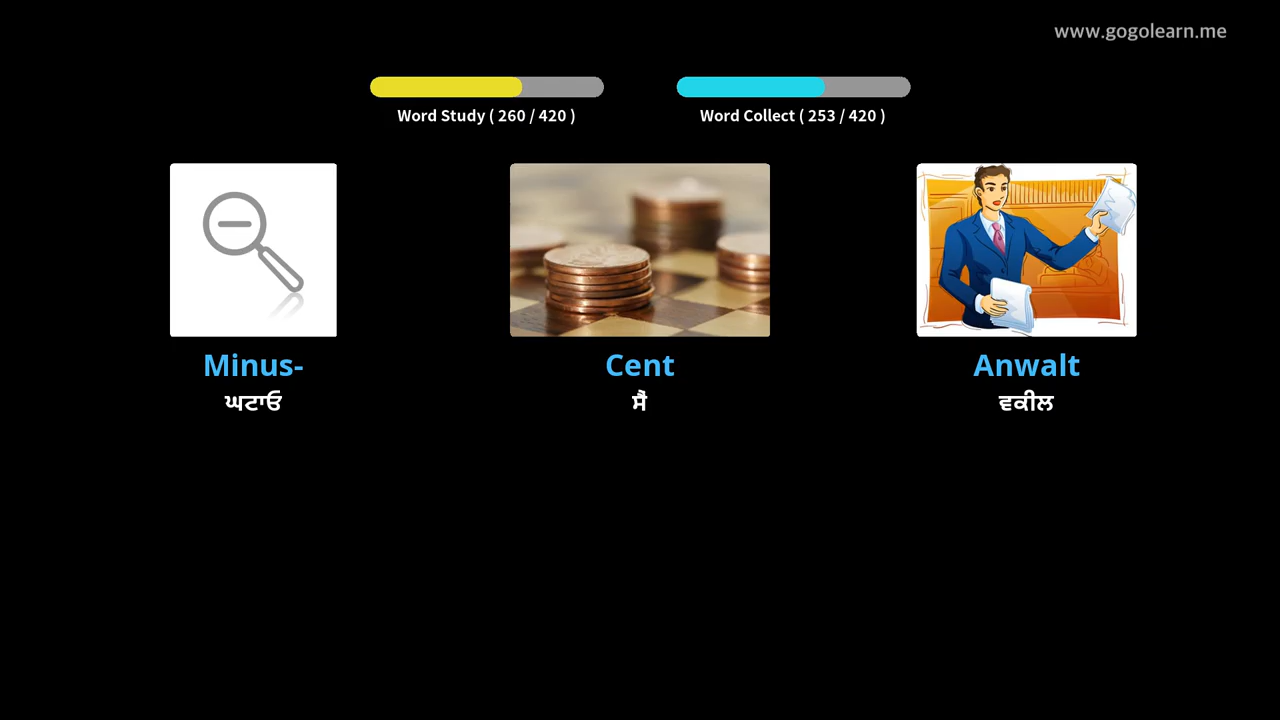 www.gogolearn.me
Word Study ( 260 / 420 )
Word Collect ( 253 / 420 )
Minus-
ਘਟਾਓ
Cent
ਸੈਂ
Anwalt
ਵਕੀਲ